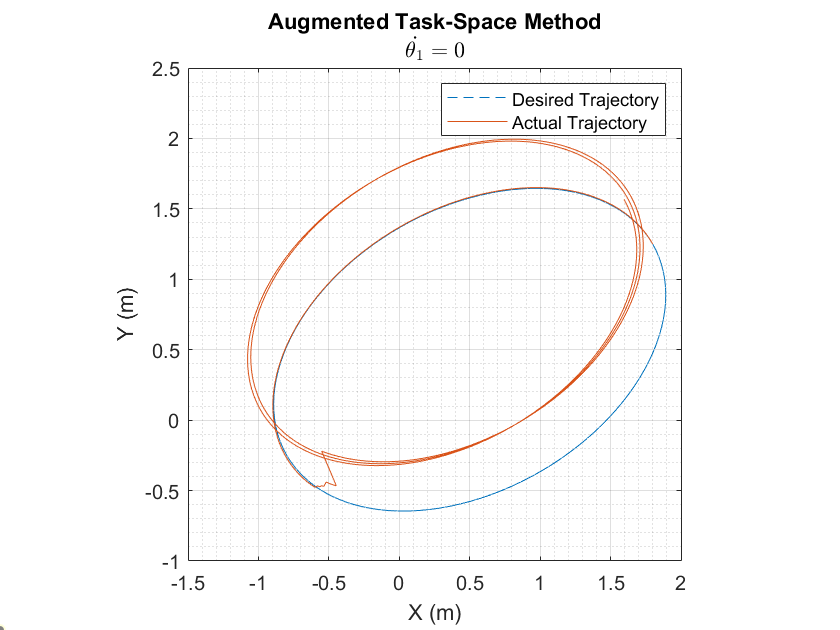 Augmented Task-Space Method
θ̇₁ = 0
2.5
Desired Trajectory
Actual Trajectory
2
1.5
1
0.5
0
-0.5
-1
Y (m)
-1.5 -1 -0.5 0 0.5 1 1.5 2
X (m)